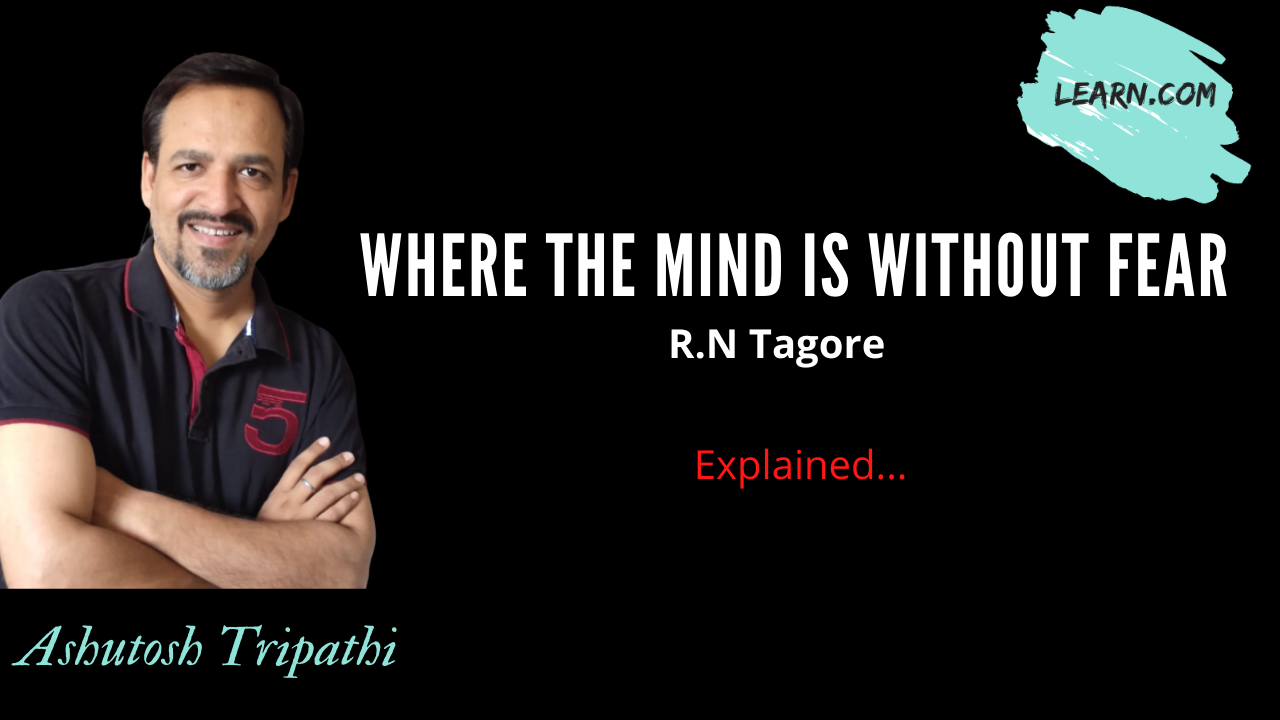 LEARN.COM
WHERE THE MIND IS WITHOUT FEAR
R.N Tagore
5
Explained...
Ashutosh Tripathi